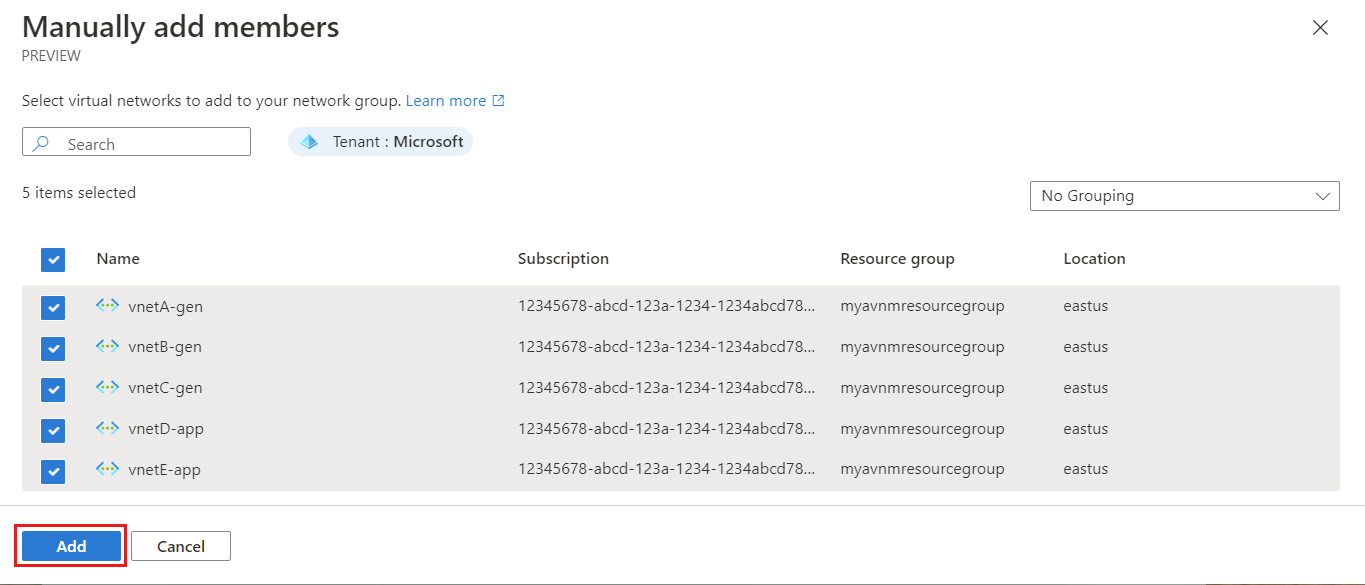 Manually add members
PREVIEW
Select virtual networks to add to your network group. Learn more
Search
Tenant : Microsoft
5 items selected
No Grouping
Name Subscription Resource group Location
vnetA-gen 12345678-abcd-123a-1234-1234abcd78... myavnmresourcegroup eastus
vnetB-gen 12345678-abcd-123a-1234-1234abcd78... myavnmresourcegroup eastus
vnetC-gen 12345678-abcd-123a-1234-1234abcd78... myavnmresourcegroup eastus
vnetD-app 12345678-abcd-123a-1234-1234abcd78... myavnmresourcegroup eastus
vnetE-app 12345678-abcd-123a-1234-1234abcd78... myavnmresourcegroup eastus
Add Cancel